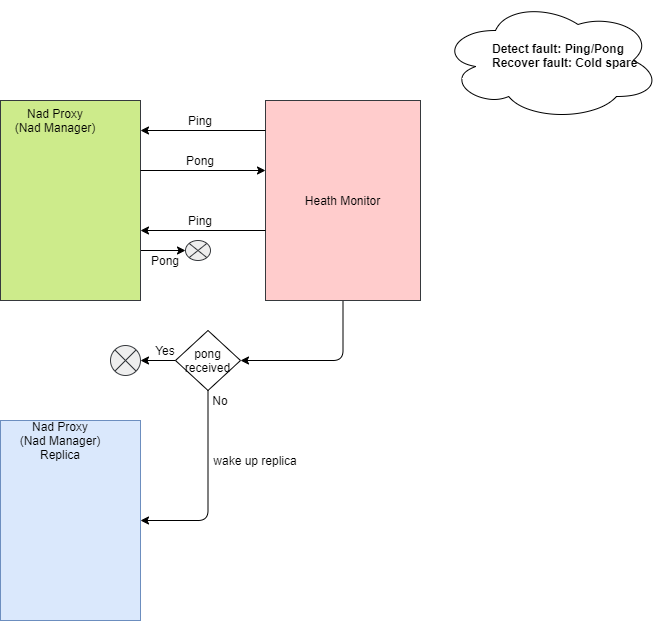 Detect fault: Ping/Pong
Recover fault: Cold spare
Nad Proxy
(Nad Manager)
Ping
Pong
Heath Monitor
Ping
Pong
Yes
pong
received
No
Nad Proxy
(Nad Manager)
Replica
wake up replica